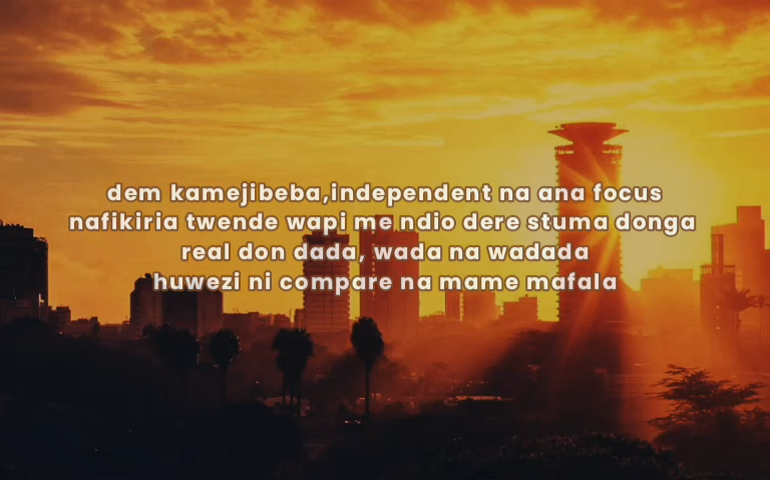 dem kamejibeba,independent na ana focus
nafikiria twende wapi me ndio dere stuma donga
real don dada, wada na wadada
huwezi ni compare na mame mafala